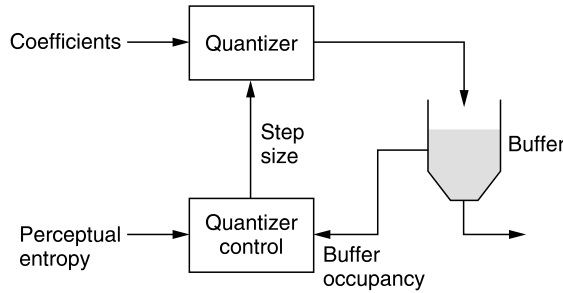 Coefficients
Quantizer
Step
size
Buffer
Perceptual
entropy
Quantizer
control
Buffer
occupancy